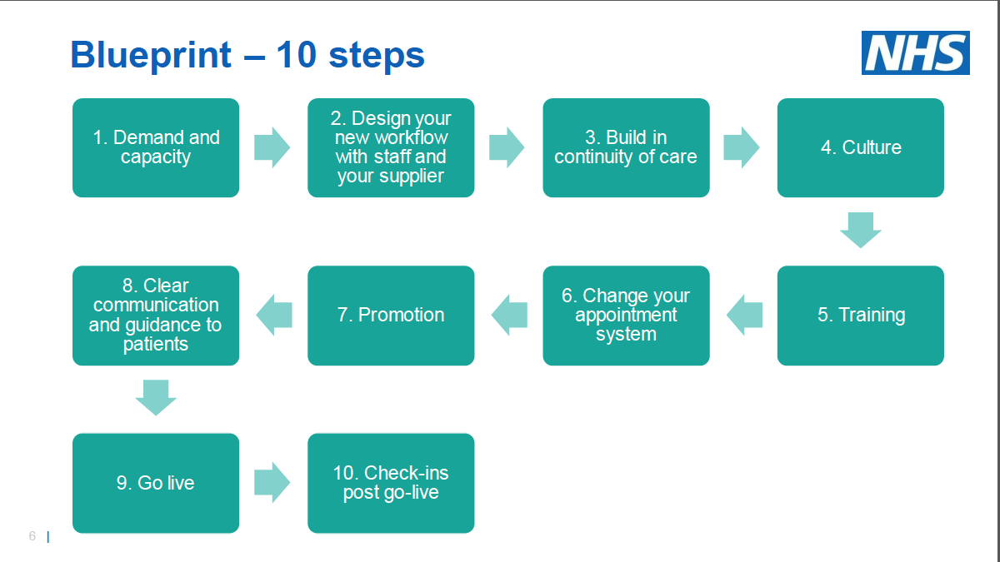 Blueprint – 10 steps
NHS
1. Demand and
capacity
2. Design your
new workflow
with staff and
your supplier
3. Build in
continuity of care
4. Culture
5. Training
6. Change your
appointment
system
7. Promotion
8. Clear
communication
and guidance to
patients
9. Go live
10. Check-ins
post go-live
6 |